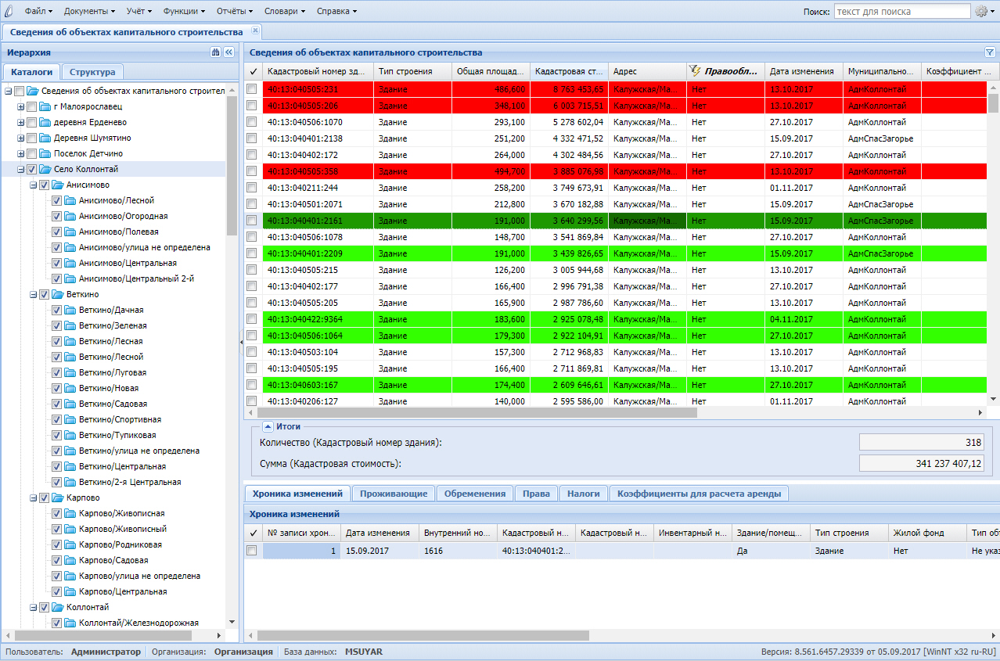 Файл Документы Учёт Функции Отчёты Словари Справка Поиск: текст для поиска
Сведения об объектах капитального строительства
Иерархия
Каталоги Структура
Сведения об объектах капитального строител
г Малоярославец
деревня Ерденево
Деревня Шумятино
Поселок Детчино
Село Коллонтай
Анисимово
Анисимово/Лесной
Анисимово/Огородная
Анисимово/Полевая
Анисимово/улица не определена
Анисимово/Центральная
Анисимово/Центральный 2-й
Веткино
Веткино/Дачная
Веткино/Зеленая
Веткино/Лесная
Веткино/Лесной
Веткино/Луговая
Веткино/Новая
Веткино/Садовая
Веткино/Спортивная
Веткино/Тупиковая
Веткино/улица не определена
Веткино/Центральная
Веткино/2-я Центральная
Карпово
Карпово/Живописная
Карпово/Живописный
Карпово/Родниковая
Карпово/Садовая
Карпово/улица не определена
Карпово/Центральная
Коллонтай
Коллонтай/Железнодорожная
Сведения об объектах капитального строительства
Кадастровый номер зд... Тип строения Общая площад... Кадастровая ст... Адрес Правообл... Дата изменения Муниципально... Коэффициент ...
40:13:040505:231 Здание 486,600 8 763 453,65 Калужская/Ма... Нет 13.10.2017 АдмКоллонтай
40:13:040505:206 Здание 348,100 6 003 715,51 Калужская/Ма... Нет 13.10.2017 АдмКоллонтай
40:13:040506:1070 Здание 293,100 5 278 602,04 Калужская/Ма... Нет 27.10.2017 АдмКоллонтай
40:13:040401:2138 Здание 251,200 4 332 471,52 Калужская/Ма... Нет 15.09.2017 АдмСпасЗагорье
40:13:040402:172 Здание 264,000 4 302 484,56 Калужская/Ма... Нет 27.10.2017 АдмКоллонтай
40:13:040505:358 Здание 494,700 3 885 076,98 Калужская/Ма... Нет 13.10.2017 АдмКоллонтай
40:13:040211:244 Здание 258,200 3 749 673,91 Калужская/Ма... Нет 01.11.2017 АдмКоллонтай
40:13:040501:2071 Здание 212,800 3 670 182,88 Калужская/Ма... Нет 15.09.2017 АдмСпасЗагорье
40:13:040401:2161 Здание 191,000 3 640 299,56 Калужская/Ма... Нет 15.09.2017 АдмСпасЗагорье
40:13:040506:1078 Здание 148,700 3 541 869,84 Калужская/Ма... Нет 27.10.2017 АдмКоллонтай
40:13:040401:2209 Здание 191,000 3 439 826,65 Калужская/Ма... Нет 15.09.2017 АдмСпасЗагорье
40:13:040505:215 Здание 126,200 3 005 944,68 Калужская/Ма... Нет 13.10.2017 АдмКоллонтай
40:13:040402:177 Здание 166,400 2 996 791,38 Калужская/Ма... Нет 27.10.2017 АдмКоллонтай
40:13:040505:205 Здание 165,900 2 987 786,60 Калужская/Ма... Нет 13.10.2017 АдмКоллонтай
40:13:040422:9364 Здание 183,600 2 925 078,48 Калужская/Ма... Нет 04.11.2017 АдмКоллонтай
40:13:040506:1064 Здание 179,300 2 922 104,91 Калужская/Ма... Нет 27.10.2017 АдмКоллонтай
40:13:040503:104 Здание 157,300 2 712 968,83 Калужская/Ма... Нет 13.10.2017 АдмКоллонтай
40:13:040505:195 Здание 166,400 2 711 869,81 Калужская/Ма... Нет 13.10.2017 АдмКоллонтай
40:13:040603:167 Здание 174,400 2 609 646,61 Калужская/Ма... Нет 27.10.2017 АдмКоллонтай
40:13:040206:127 Здание 140,000 2 595 586,00 Калужская/Ма... Нет 01.11.2017 АдмКоллонтай
Итоги
Количество (Кадастровый номер здания): 318
Сумма (Кадастровая стоимость): 341 237 407,12
Хроника изменений Проживающие Обременения Права Налоги Коэффициенты для расчета аренды
Хроника изменений
№ записи хрон... Дата изменения Внутренний но... Кадастровый н... Кадастровый н... Инвентарный н... Здание/помещ... Тип строения Жилой фонд Тип объ
1 15.09.2017 1616 40:13:040401:2... Да Здание Нет Не указ
Пользователь: Администратор Организация: Организация База данных: MSUYAR Версия: 8.561.6457.29339 от 05.09.2017 [WinNT x32 ru-RU]